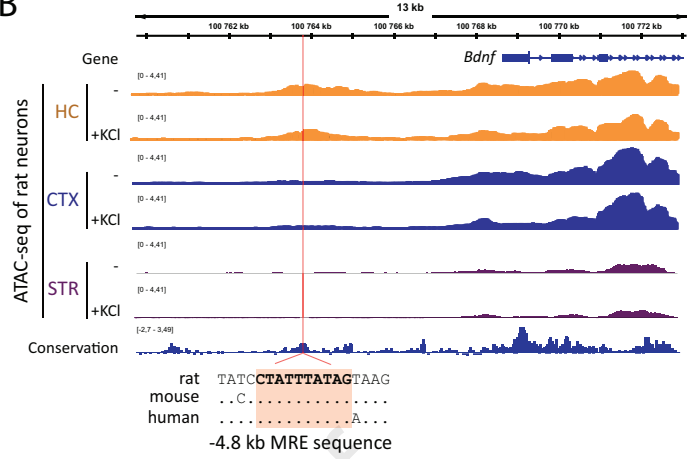 B
13 kb
100 762 kb 100 764 kb 100 766 kb 100 768 kb 100 770 kb 100 772 kb
Gene Bdnf
ATAC-seq of rat neurons
HC
- [0 - 4,41]
+KCl [0 - 4,41]
CTX
- [0 - 4,41]
+KCl [0 - 4,41]
STR
- [0 - 4,41]
+KCl [0 - 4,41]
Conservation [-2,7 - 3,49]
rat TATCCTATTTATAGTAAG
mouse ..C...............
human ..............A...
-4.8 kb MRE sequence